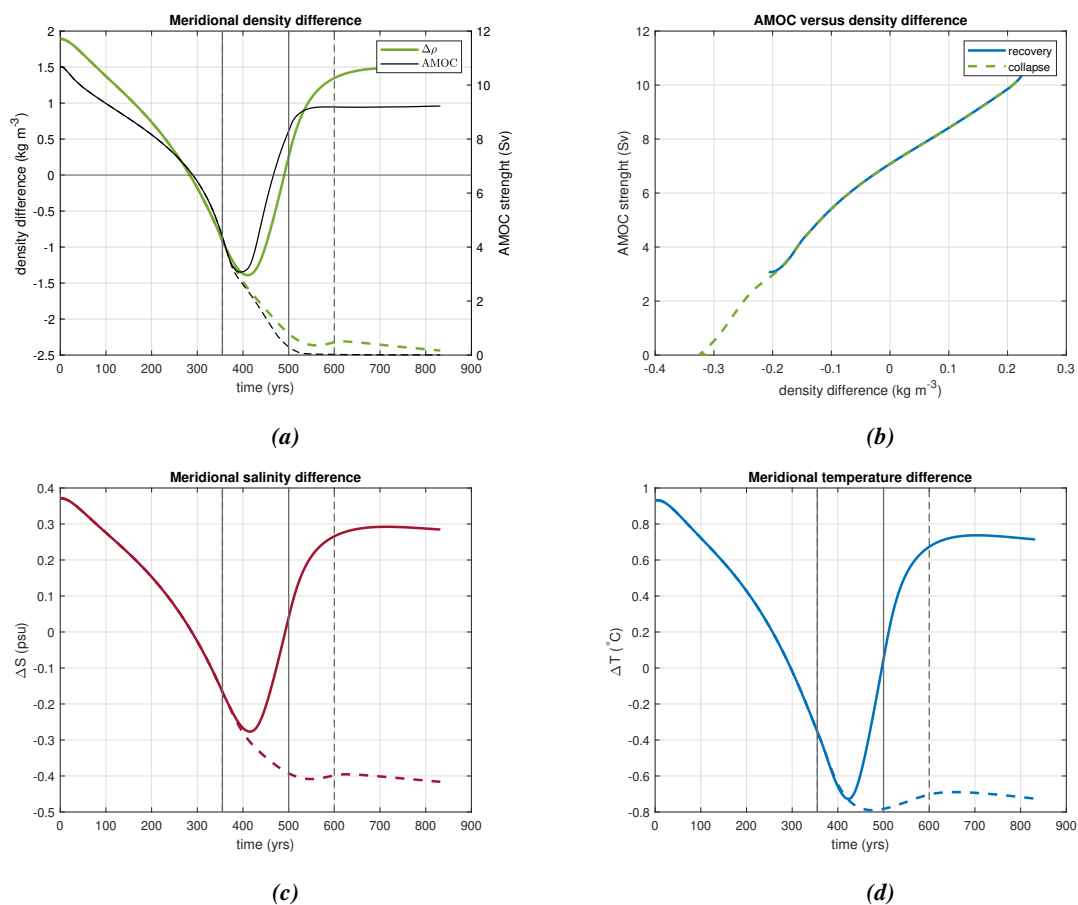 Meridional density difference
2
1.5
1
0.5
0
-0.5
-1
-1.5
-2
-2.5
density difference (kg m-3)
12
10
8
6
4
2
0
AMOC strenght (Sv)
Δρ
AMOC
0 100 200 300 400 500 600 700 800 900
time (yrs)
(a)
AMOC versus density difference
12
10
8
6
4
2
0
AMOC strenght (Sv)
recovery
collapse
-0.4 -0.3 -0.2 -0.1 0 0.1 0.2 0.3
density difference (kg m-3)
(b)
Meridional salinity difference
0.4
0.3
0.2
0.1
0
-0.1
-0.2
-0.3
-0.4
-0.5
ΔS (psu)
0 100 200 300 400 500 600 700 800 900
time (yrs)
(c)
Meridional temperature difference
1
0.8
0.6
0.4
0.2
0
-0.2
-0.4
-0.6
-0.8
ΔT (°C)
0 100 200 300 400 500 600 700 800 900
time (yrs)
(d)